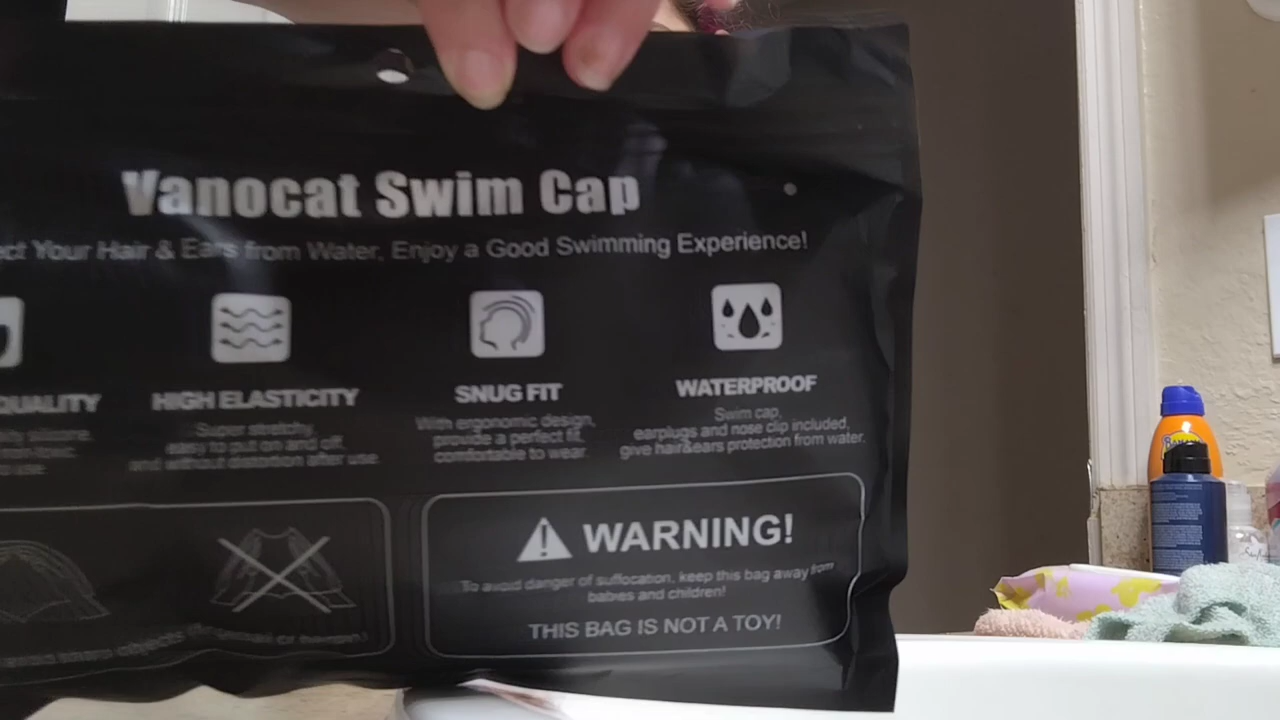 Vanocat Swim Cap
Your Hair & Ears from Water, Enjoy a Good Swimming Experience!
QUALITY
HIGH ELASTICITY
Super stretchy,
easy to put on and off,
and without distortion after use.
SNUG FIT
With ergonomic design,
provide a perfect fit,
comfortable to wear.
WATERPROOF
Swim cap,
earplugs and nose clip included,
give hair&ears protection from water.
WARNING!
To avoid danger of suffocation, keep this bag away from
babies and children!
THIS BAG IS NOT A TOY!